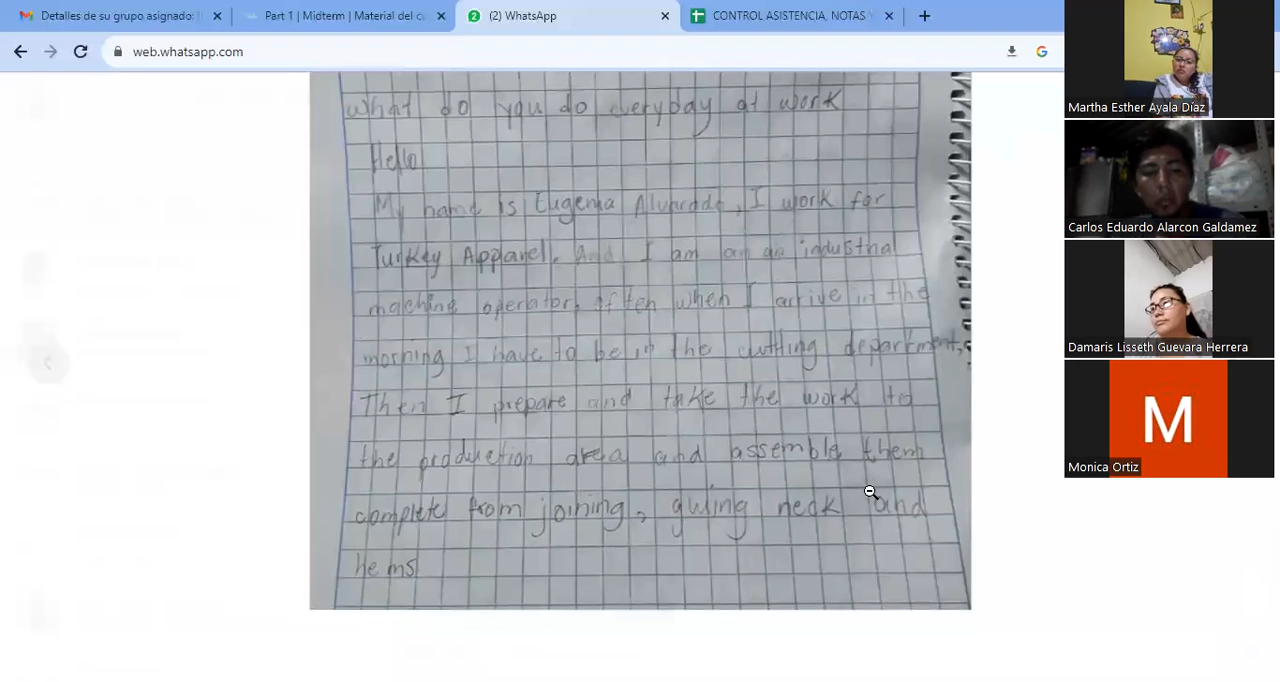 Detalles de su grupo asignado:
Part 1 | Midterm | Material del cu
(2) WhatsApp
CONTROL ASISTENCIA, NOTAS Y
web.whatsapp.com
What do you do everyday at work
Hello
My name is Eugenia Alvarado, I work for
Turkey Apparel. And I am an industrial
maching operator, often when I arrive in the
morning I have to be in the cutting department,
Then I prepare and take the work to
the production area and assemble them
complete from joining, neck and
hems
Martha Esther Ayala Díaz
Carlos Eduardo Alarcon Galdamez
Damaris Lisseth Guevara Herrera
M
Monica Ortiz